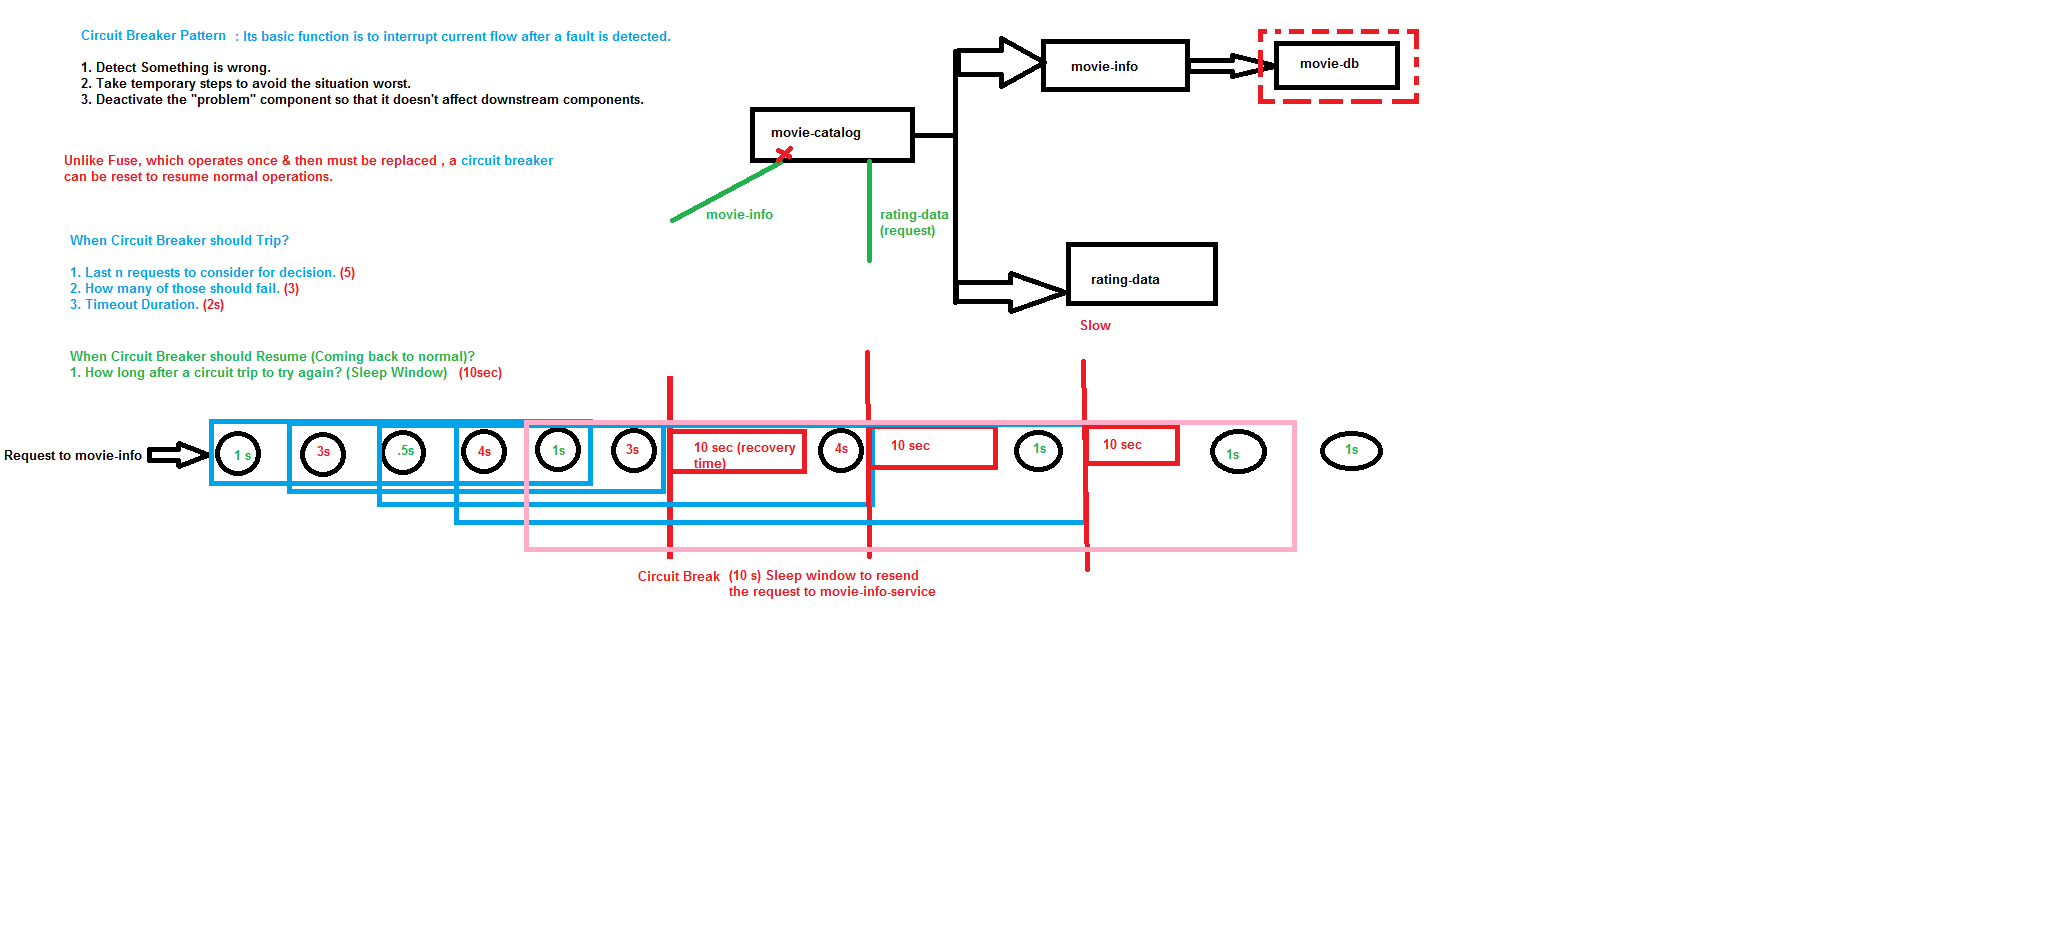 Circuit Breaker Pattern : Its basic function is to interrupt current flow after a fault is detected.
1. Detect Something is wrong.
2. Take temporary steps to avoid the situation worst.
3. Deactivate the "problem" component so that it doesn't affect downstream components.
Unlike Fuse, which operates once & then must be replaced , a circuit breaker
can be reset to resume normal operations.
When Circuit Breaker should Trip?
1. Last n requests to consider for decision. (5)
2. How many of those should fail. (3)
3. Timeout Duration. (2s)
When Circuit Breaker should Resume (Coming back to normal)?
1. How long after a circuit trip to try again? (Sleep Window) (10sec)
movie-catalog
movie-info
movie-db
movie-info
rating-data
(request)
rating-data
Slow
Request to movie-info
1 s
3s
.5s
4s
1s
3s
10 sec (recovery
time)
4s
10 sec
1s
10 sec
1s
1s
Circuit Break (10 s) Sleep window to resend
the request to movie-info-service